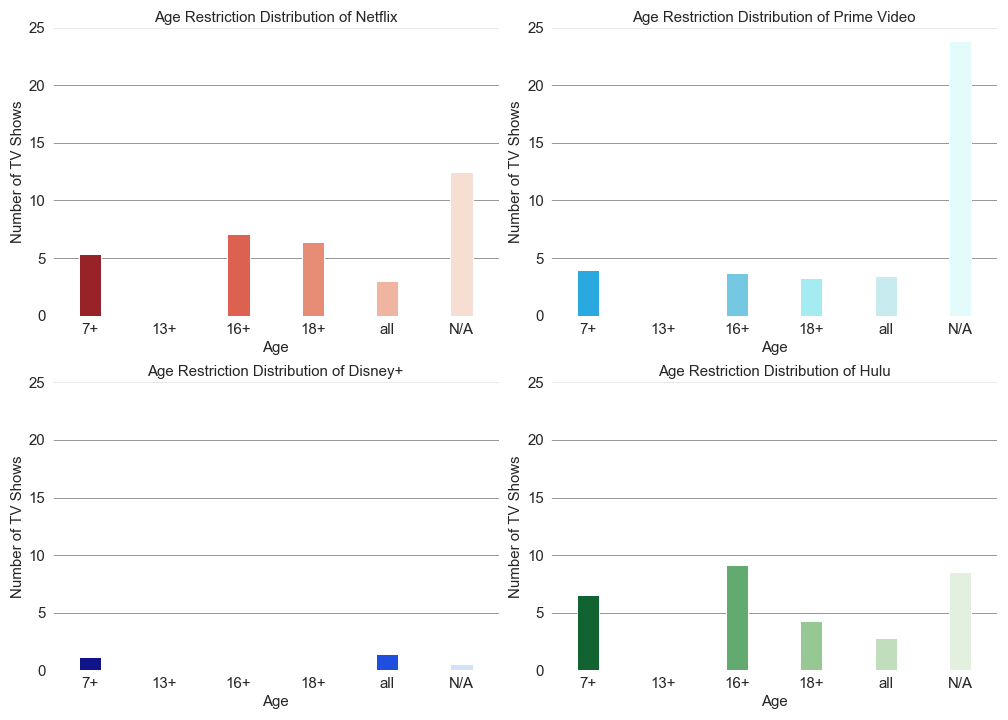 Age Restriction Distribution of Netflix
25
20
15
10
5
0
Number of TV Shows
7+ 13+ 16+ 18+ all N/A
Age
Age Restriction Distribution of Prime Video
25
20
15
10
5
0
Number of TV Shows
7+ 13+ 16+ 18+ all N/A
Age
Age Restriction Distribution of Disney+
25
20
15
10
5
0
Number of TV Shows
7+ 13+ 16+ 18+ all N/A
Age
Age Restriction Distribution of Hulu
25
20
15
10
5
0
Number of TV Shows
7+ 13+ 16+ 18+ all N/A
Age